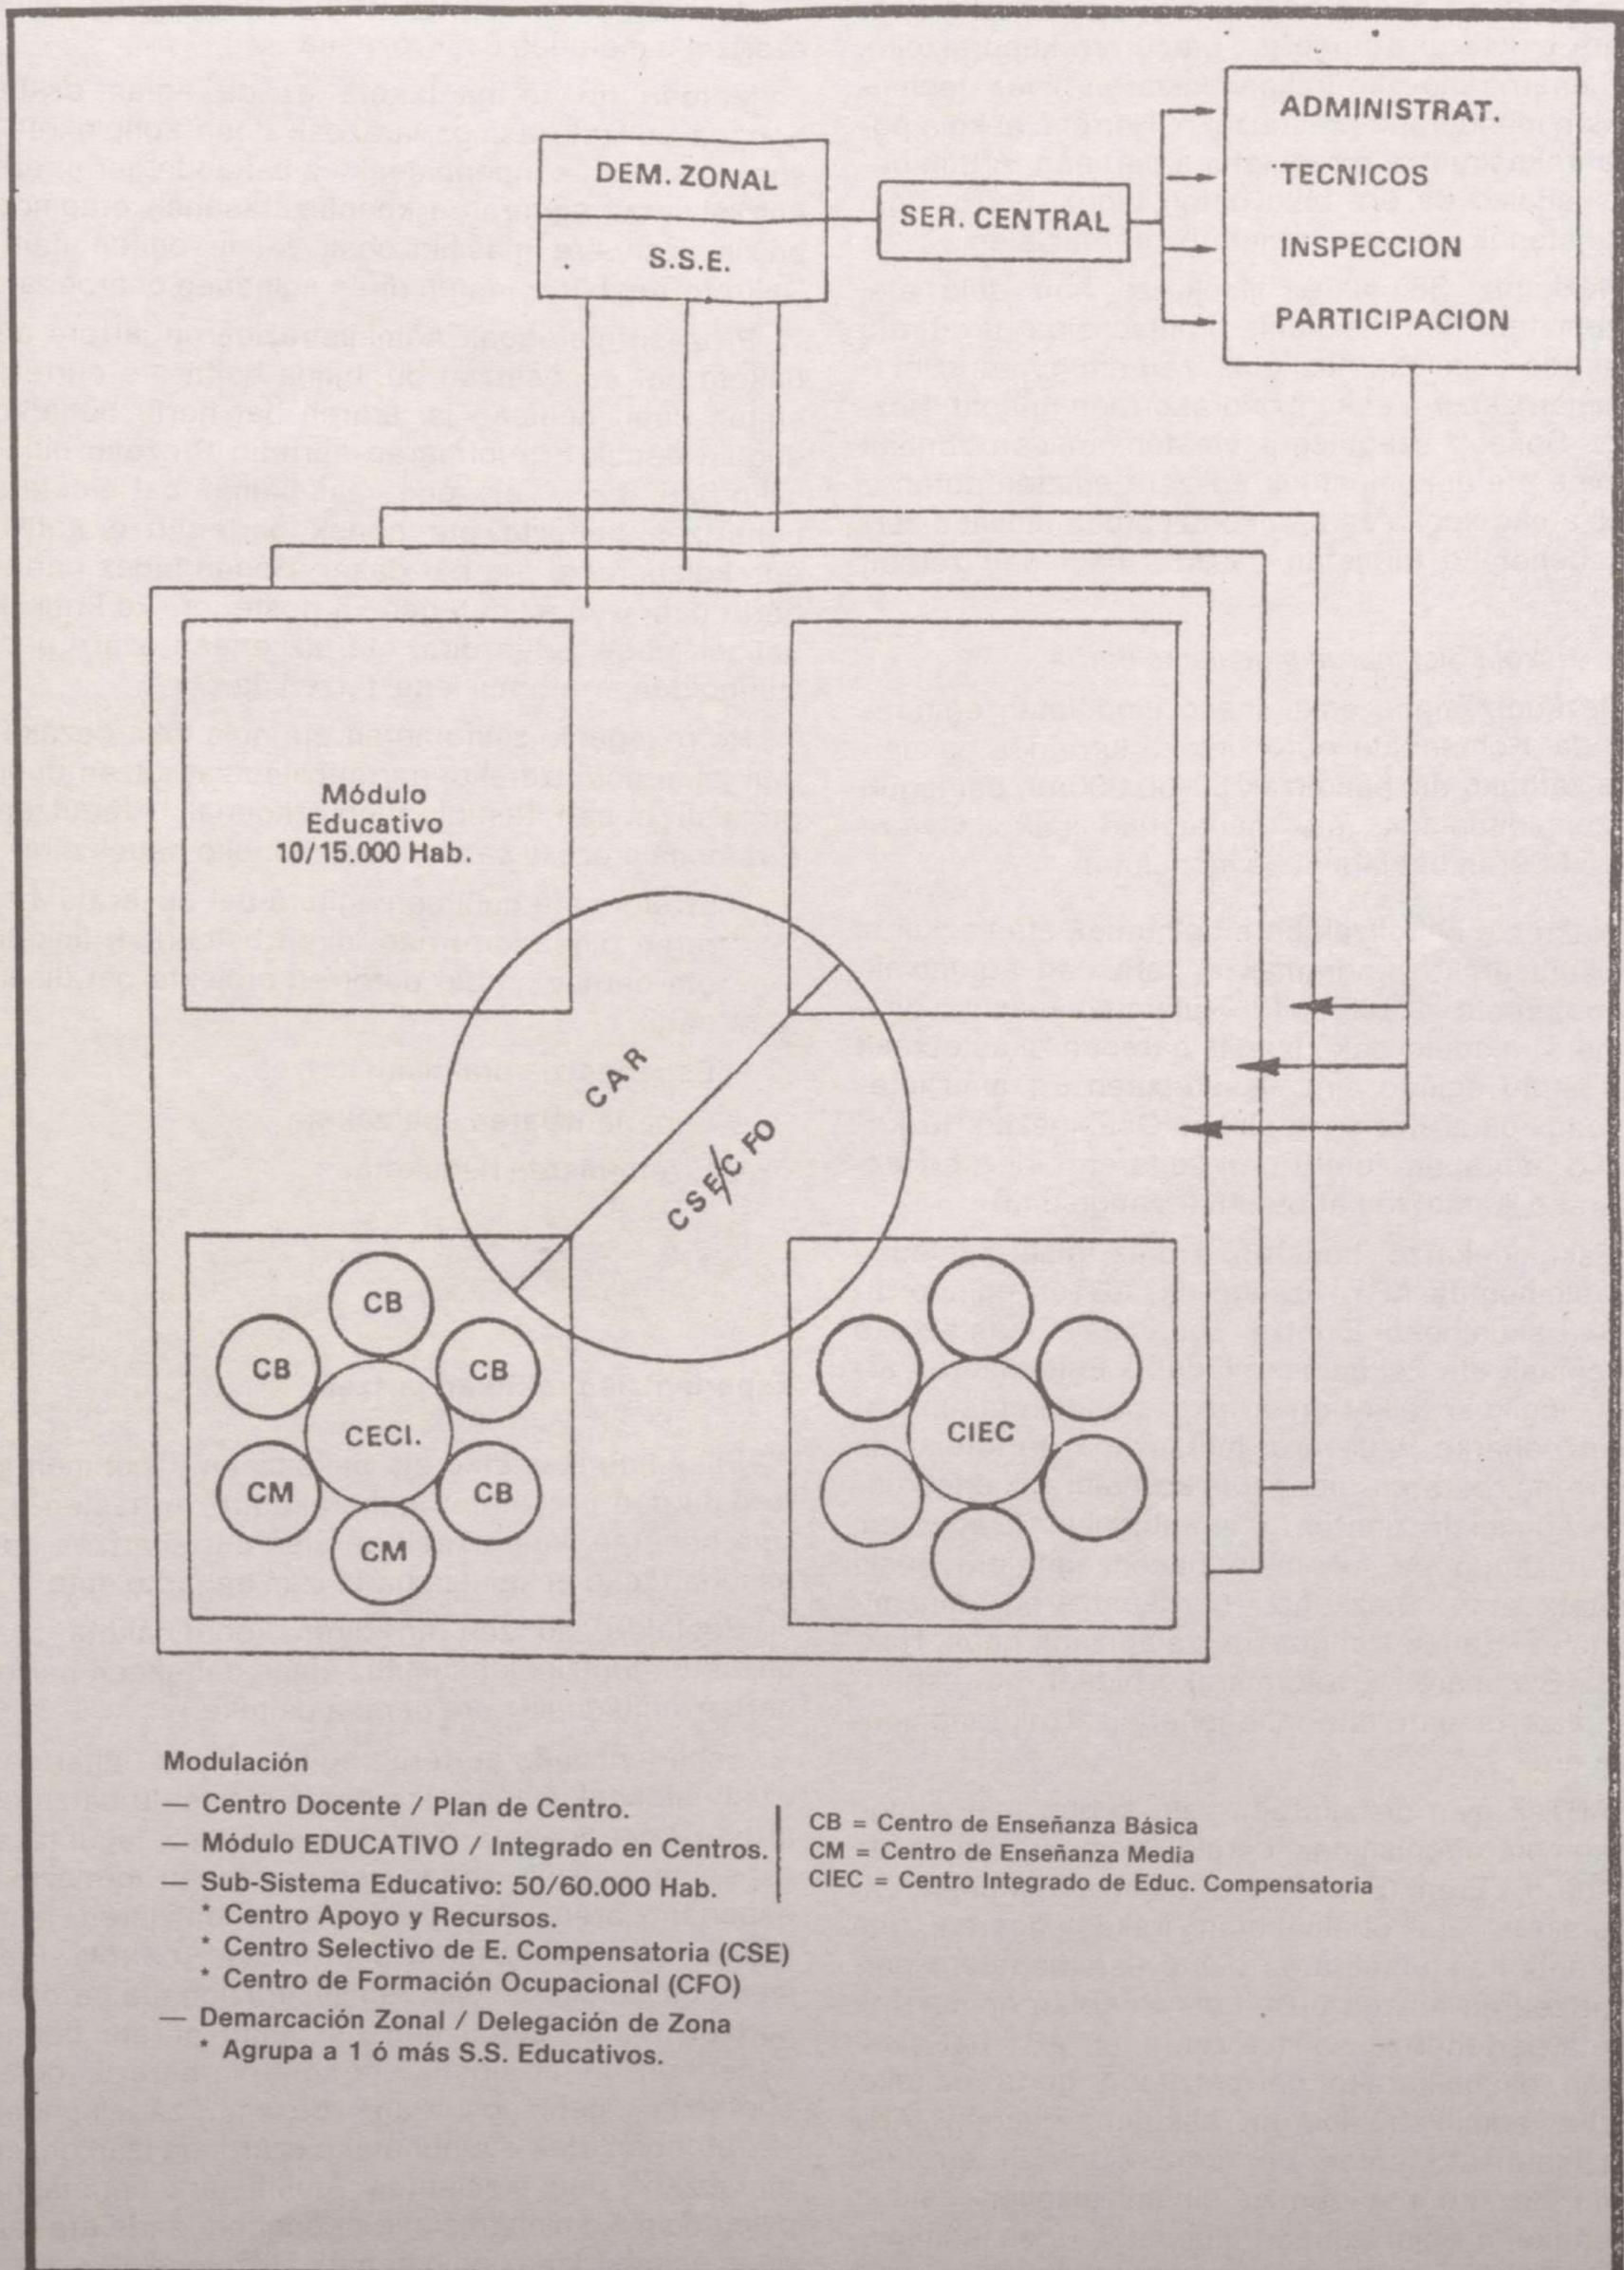 DEM. ZONAL
S.S.E.
SER. CENTRAL
ADMINISTRAT.
TECNICOS
INSPECCION
PARTICIPACION
Módulo
Educativo
10/15.000 Hab.
CAR
CSE/CFO
CB
CB
CB
CECI.
CM
CB
CM
CIEC
Modulación
— Centro Docente / Plan de Centro.
— Módulo EDUCATIVO / Integrado en Centros.
— Sub-Sistema Educativo: 50/60.000 Hab.
* Centro Apoyo y Recursos.
* Centro Selectivo de E. Compensatoria (CSE)
* Centro de Formación Ocupacional (CFO)
— Demarcación Zonal / Delegación de Zona
* Agrupa a 1 ó más S.S. Educativos.
CB = Centro de Enseñanza Básica
CM = Centro de Enseñanza Media
CIEC = Centro Integrado de Educ. Compensatoria